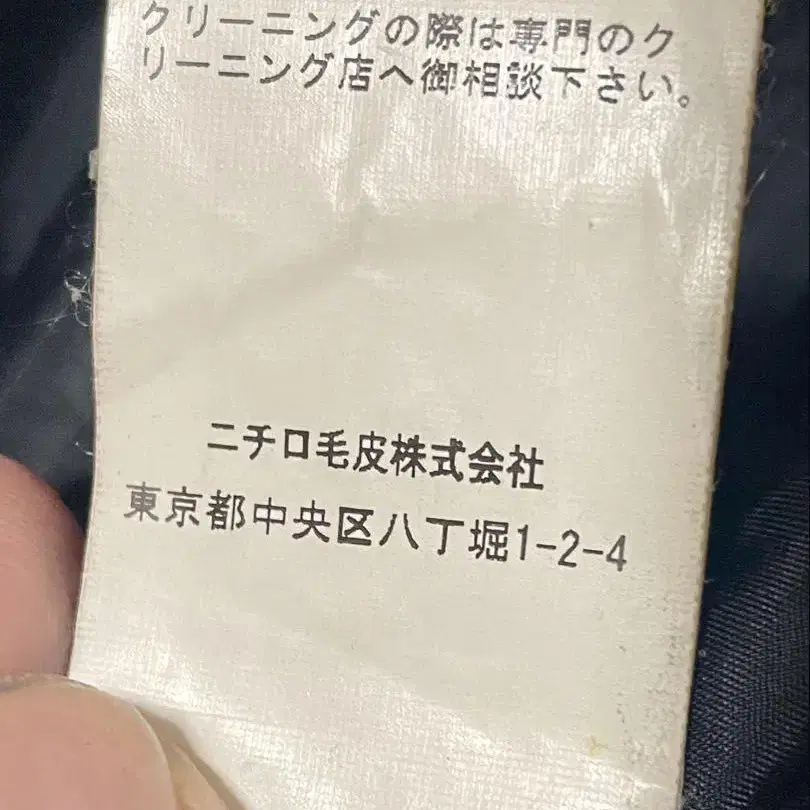 クリーニングの際は専門のク
リーニング店へ御相談下さい。
ニチロ毛皮株式会社
東京都中央区八丁堀1-2-4